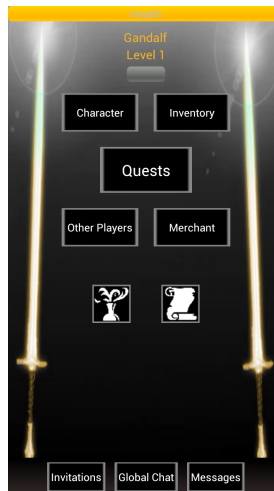 Health
Gandalf
Level 1
Character
Inventory
Quests
Other Players
Merchant
Invitations
Global Chat
Messages